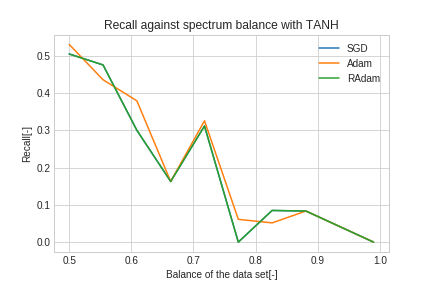 Recall against spectrum balance with TANH
SGD
Adam
RAdam
0.5
0.4
0.3
0.2
0.1
0.0
Recall[-]
0.5
0.6
0.7
0.8
0.9
1.0
Balance of the data set[-]